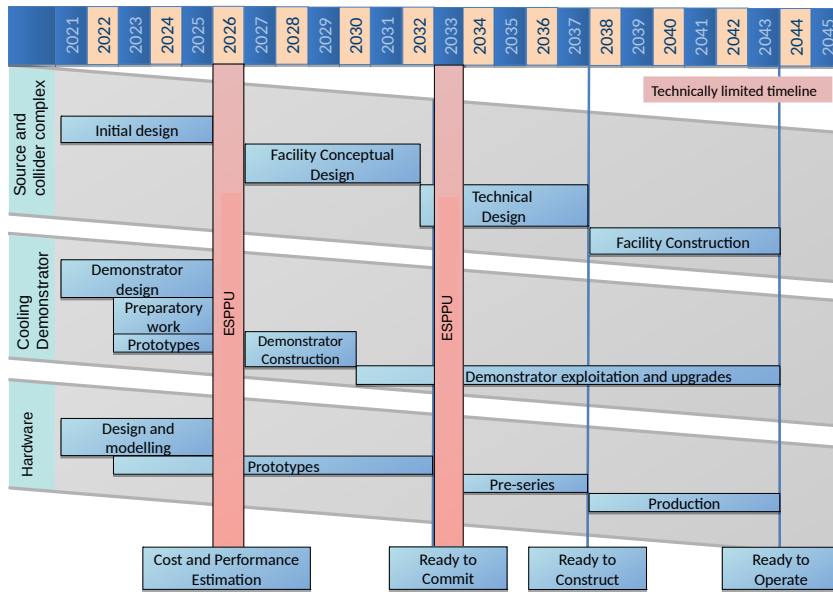 2021 2022 2023 2024 2025 2026 2027 2028 2029 2030 2031 2032 2033 2034 2035 2036 2037 2038 2039 2040 2041 2042 2043 2044 2045
Technically limited timeline
Source and
collider complex
Initial design
Facility Conceptual
Design
Technical
Design
Facility Construction
Cooling
Demonstrator
Demonstrator
design
Preparatory
work
Prototypes
ESPPU
Demonstrator
Construction
ESPPU
Demonstrator exploitation and upgrades
Hardware
Design and
modelling
Prototypes
Pre-series
Production
Cost and Performance
Estimation
Ready to
Commit
Ready to
Construct
Ready to
Operate